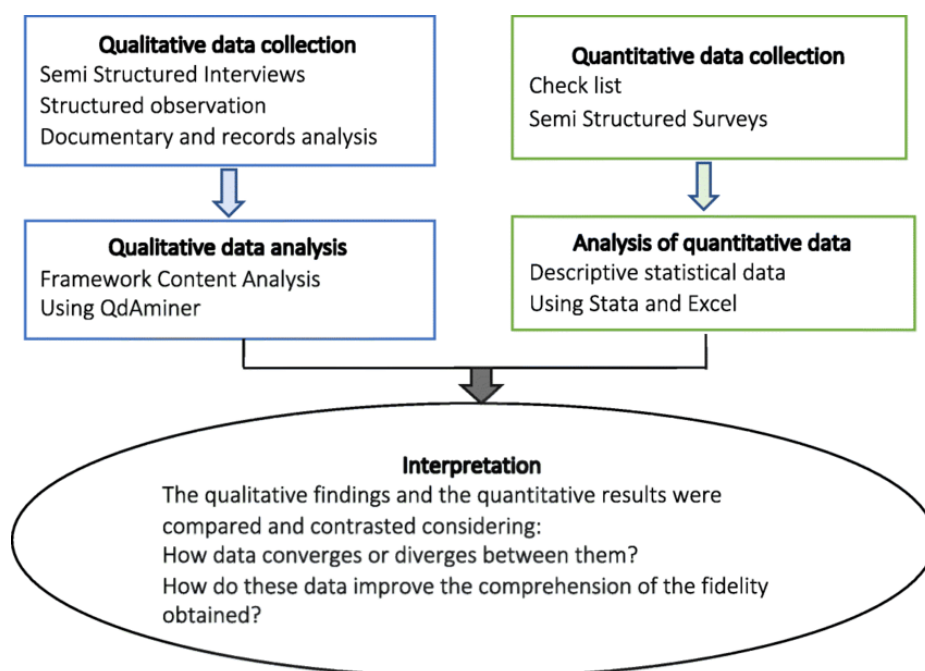 Qualitative data collection
Semi Structured Interviews
Structured observation
Documentary and records analysis
Quantitative data collection
Check list
Semi Structured Surveys
Qualitative data analysis
Framework Content Analysis
Using QdAminer
Analysis of quantitative data
Descriptive statistical data
Using Stata and Excel
Interpretation
The qualitative findings and the quantitative results were
compared and contrasted considering:
How data converges or diverges between them?
How do these data improve the comprehension of the fidelity
obtained?